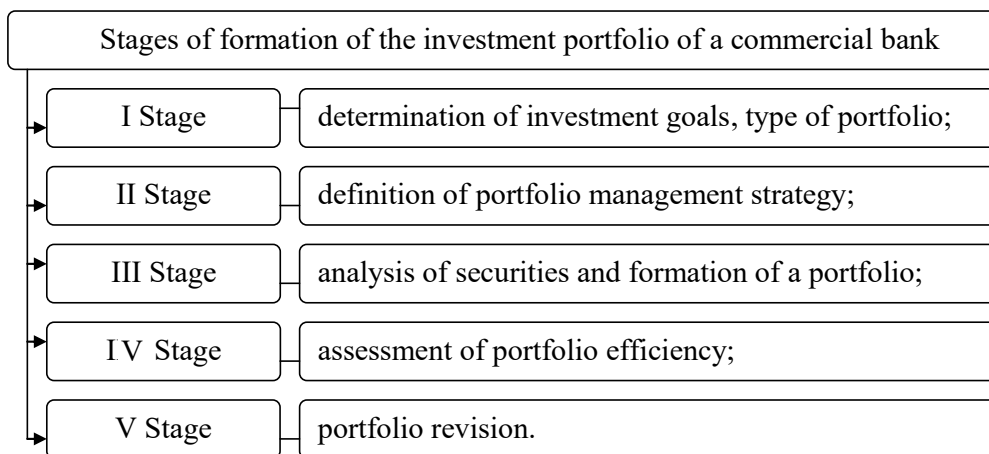 Stages of formation of the investment portfolio of a commercial bank
I Stage
determination of investment goals, type of portfolio;
II Stage
definition of portfolio management strategy;
III Stage
analysis of securities and formation of a portfolio;
IV Stage
assessment of portfolio efficiency;
V Stage
portfolio revision.